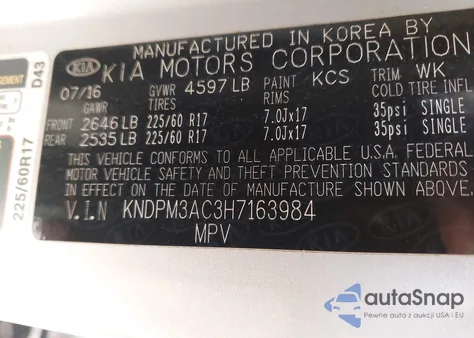 MANUFACTURED IN KOREA BY
KIA KIA MOTORS CORPORATION
07/16 GVWR 4597 LB PAINT KCS TRIM WK
GAWR TIRES RIMS COLD TIRE INFL
FRONT 2646 LB 225/60 R17 7.0Jx17 35psi SINGLE
REAR 2535 LB 225/60 R17 7.0Jx17 35psi SINGLE
THIS VEHICLE CONFORMS TO ALL APPLICABLE U.S.A. FEDERAL
MOTOR VEHICLE SAFETY AND THEFT PREVENTION STANDARDS
IN EFFECT ON THE DATE OF MANUFACTURE SHOWN ABOVE.
V.I.N KNDPM3AC3H7163984
MPV
D43
225/60R17
autoSnap
Pewne auta z aukcji USA i EU